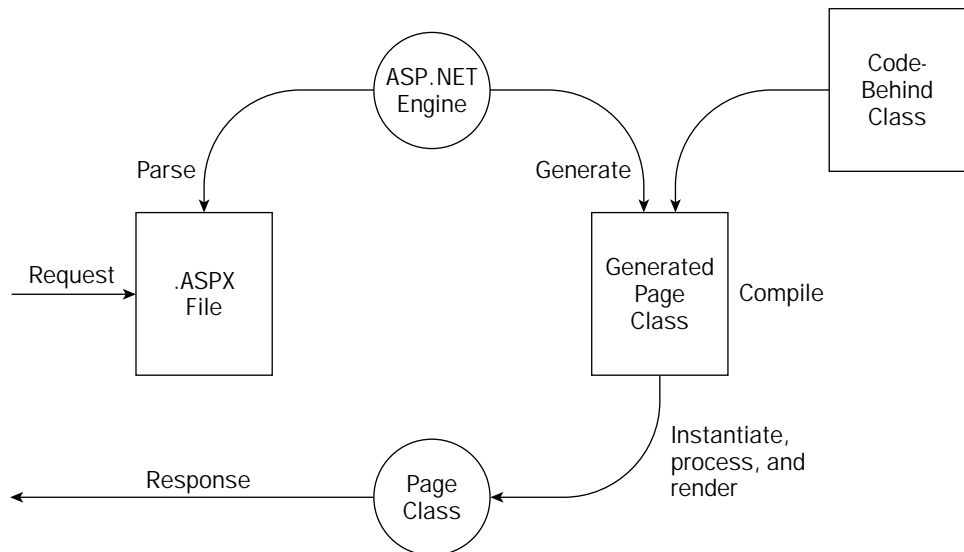 ASP.NET
Engine
Code-
Behind
Class
Parse
Generate
Request
.ASPX
File
Generated
Page
Class
Compile
Instantiate,
process, and
render
Response
Page
Class